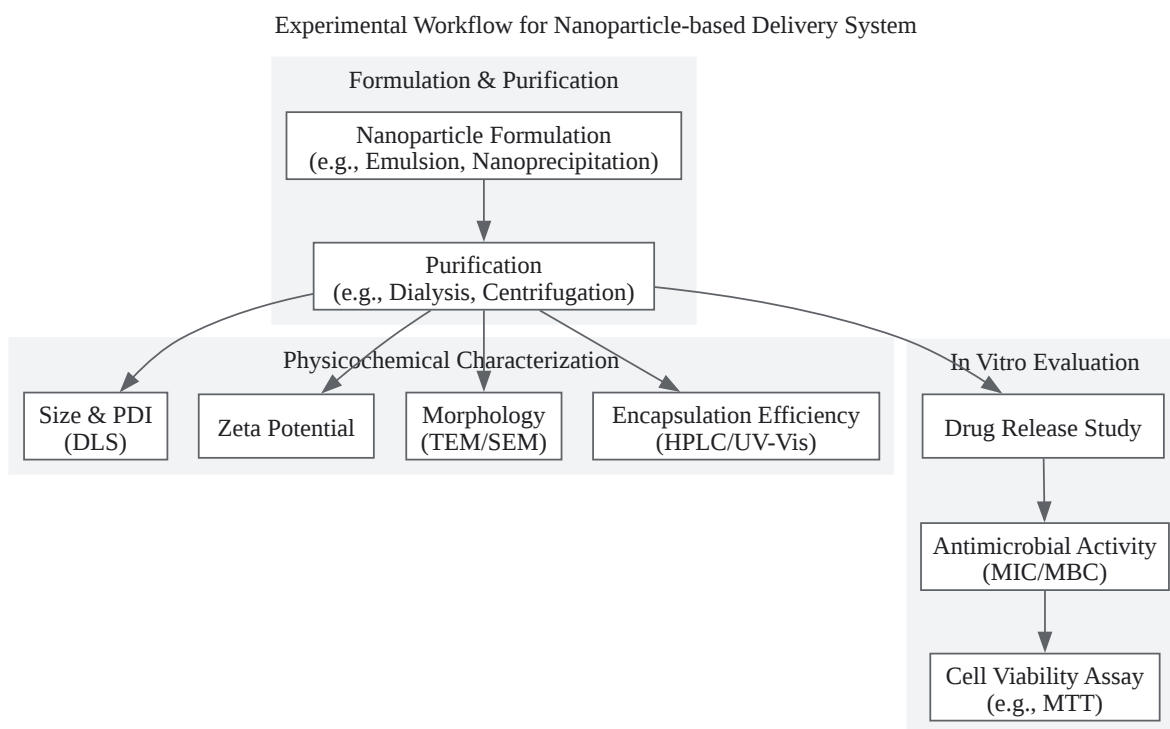 Experimental Workflow for Nanoparticle-based Delivery System
Formulation & Purification
Nanoparticle Formulation
(e.g., Emulsion, Nanoprecipitation)
Purification
(e.g., Dialysis, Centrifugation)
Physicochemical Characterization
In Vitro Evaluation
Size & PDI
(DLS)
Zeta Potential
Morphology
(TEM/SEM)
Encapsulation Efficiency
(HPLC/UV-Vis)
Drug Release Study
Antimicrobial Activity
(MIC/MBC)
Cell Viability Assay
(e.g., MTT)